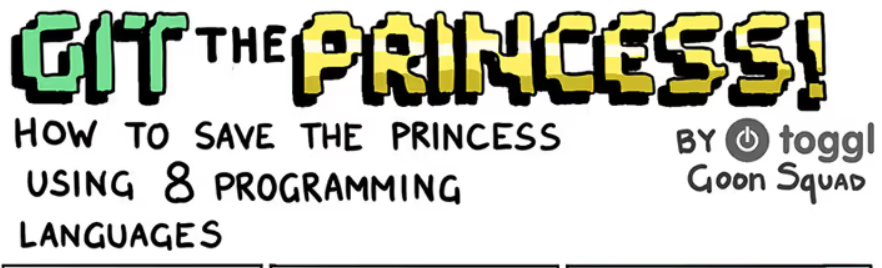 GIT THE PRINCESS!
HOW TO SAVE THE PRINCESS
USING 8 PROGRAMMING
LANGUAGES
BY toggl
GOON SQUAD